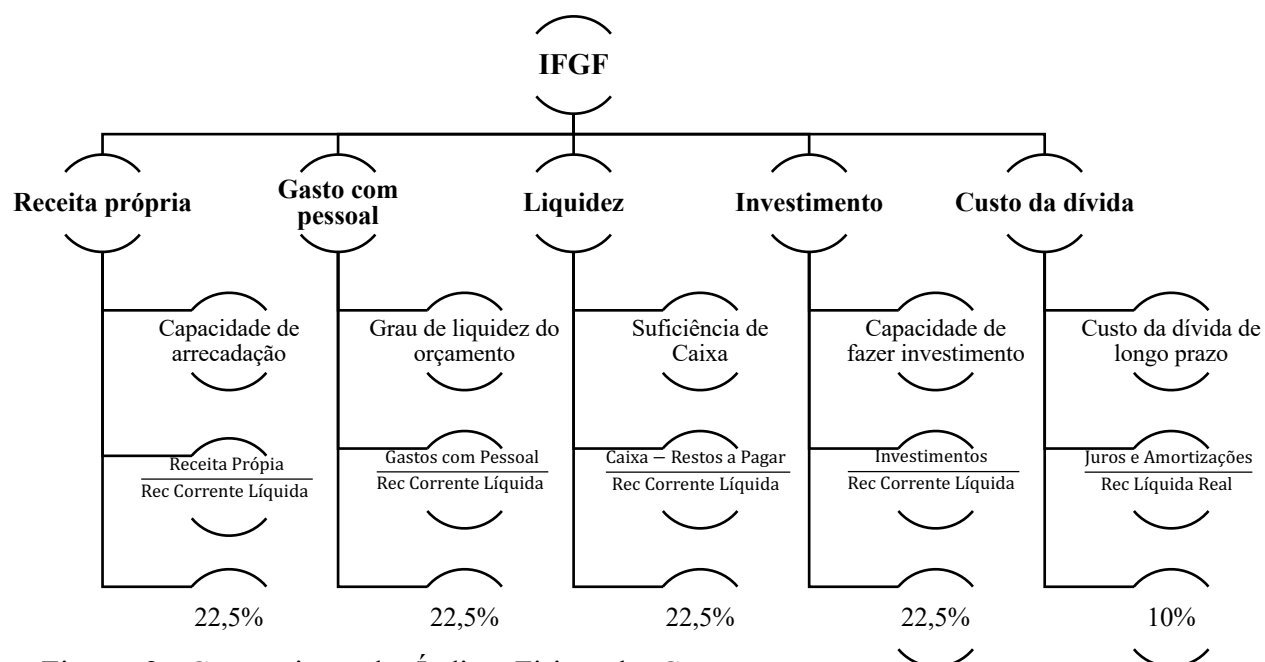 IFGF
Receita própria
Gasto com
pessoal
Liquidez
Investimento
Custo da dívida
Capacidade de
arrecadação
Grau de liquidez do
orçamento
Suficiência de
Caixa
Capacidade de
fazer investimento
Custo da dívida de
longo prazo
Receita Própia
Rec Corrente Líquida
Gastos com Pessoal
Rec Corrente Líquida
Caixa − Restos a Pagar
Rec Corrente Líquida
Investimentos
Rec Corrente Líquida
Juros e Amortizações
Rec Líquida Real
22,5%
22,5%
22,5%
22,5%
10%